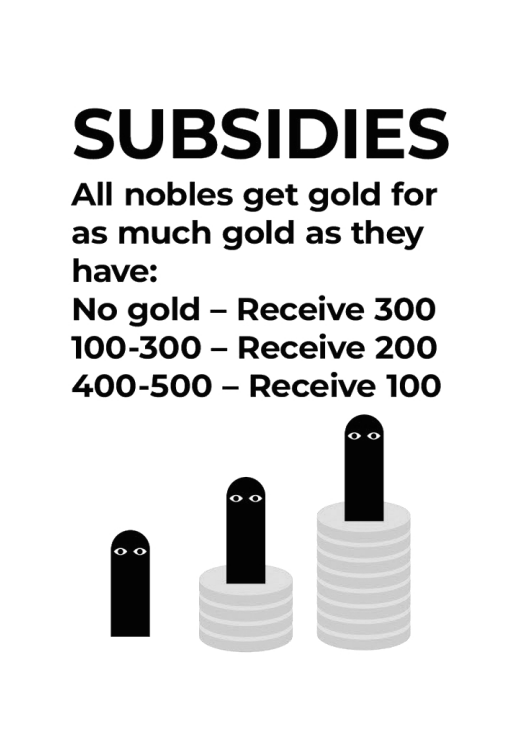 SUBSIDIES
All nobles get gold for
as much gold as they
have:
No gold – Receive 300
100-300 – Receive 200
400-500 – Receive 100